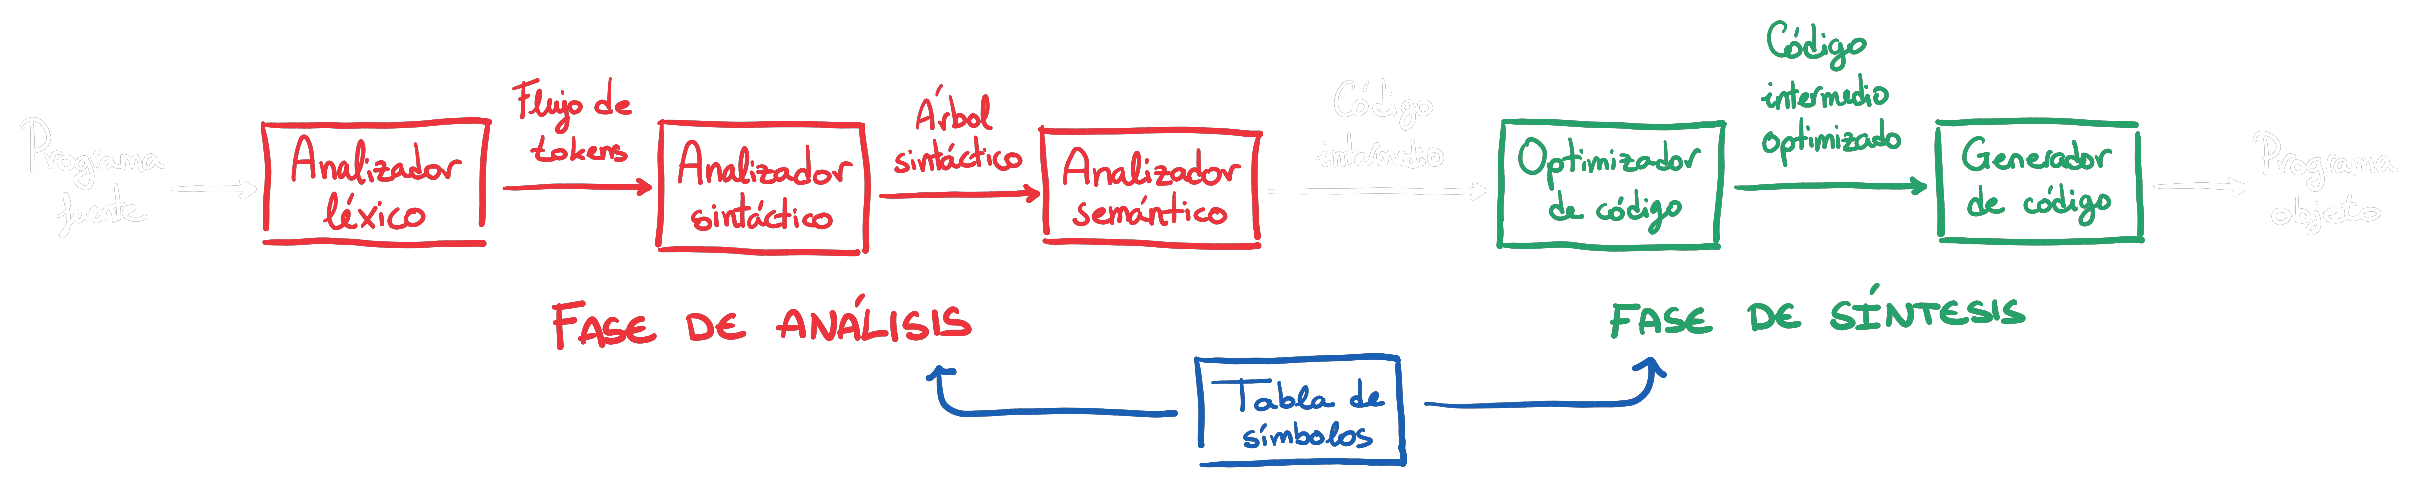 Programa
fuente
Analizador
léxico
Flujo de
tokens
Analizador
sintáctico
Árbol
sintáctico
Analizador
semántico
Código
Optimizador
de código
Código
intermedio
optimizado
Generador
de código
Programa
objeto
FASE DE ANÁLISIS
FASE DE SÍNTESIS
Tabla de
símbolos